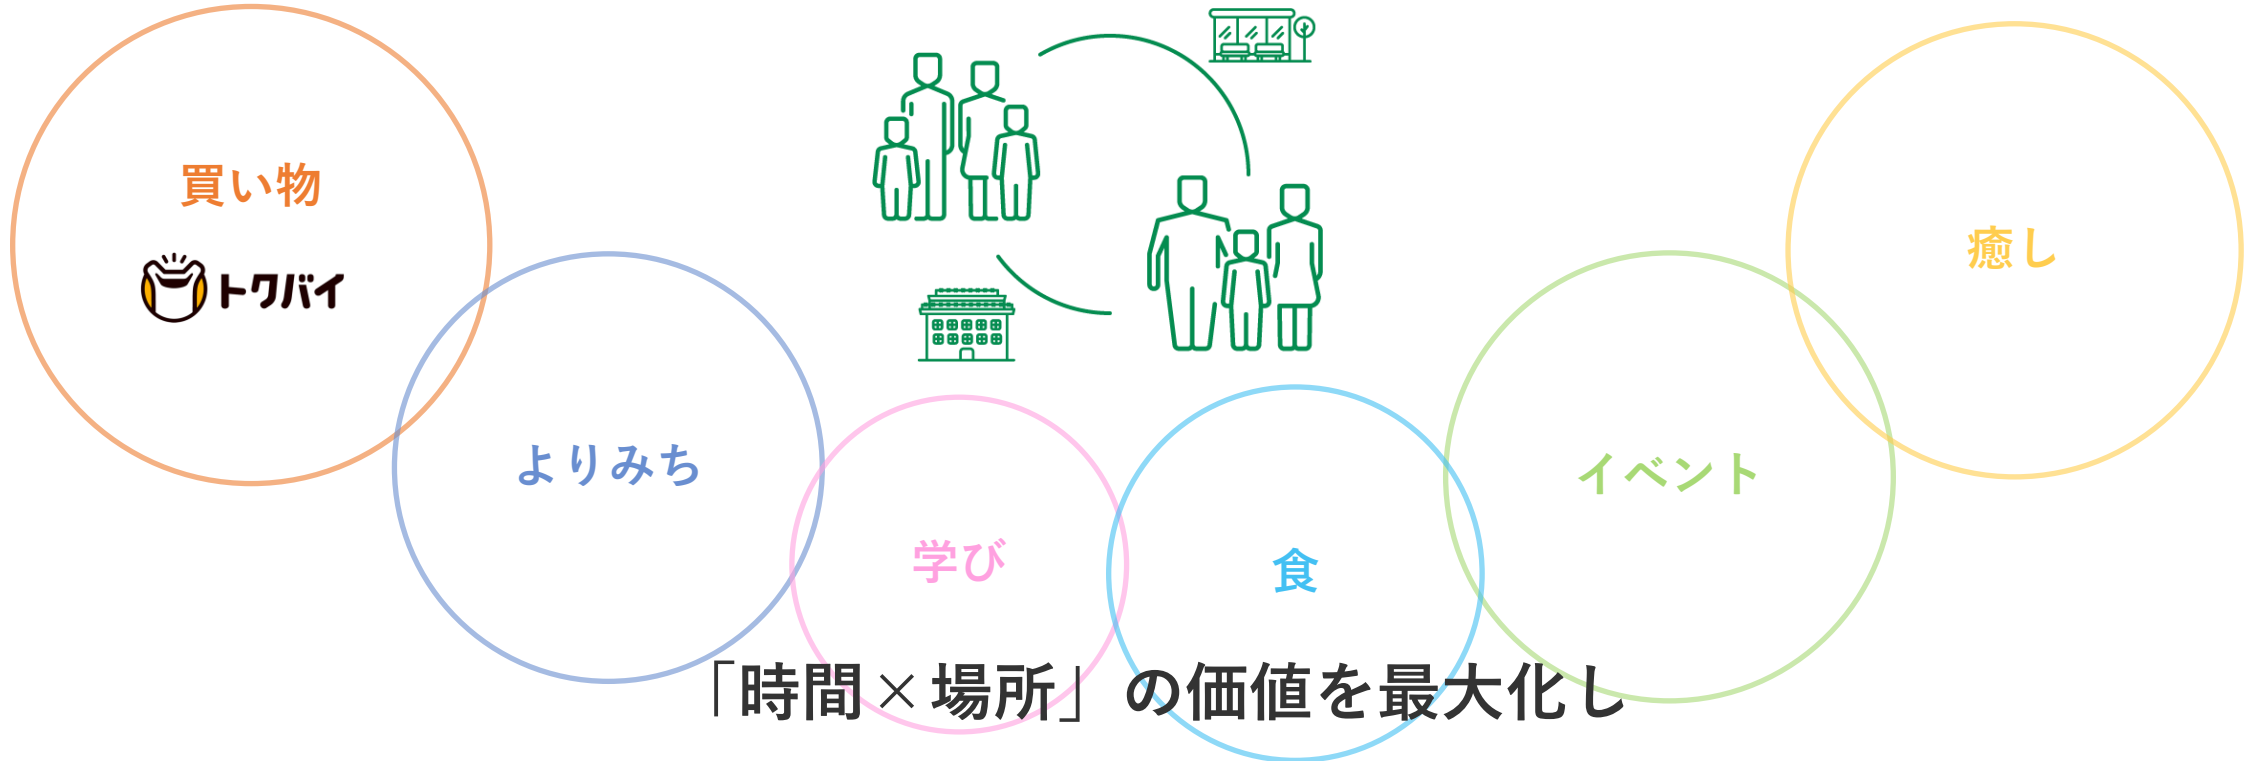 買い物
トクバイ
よりみち
学び
食
イベント
癒し
「時間×場所」の価値を最大化し